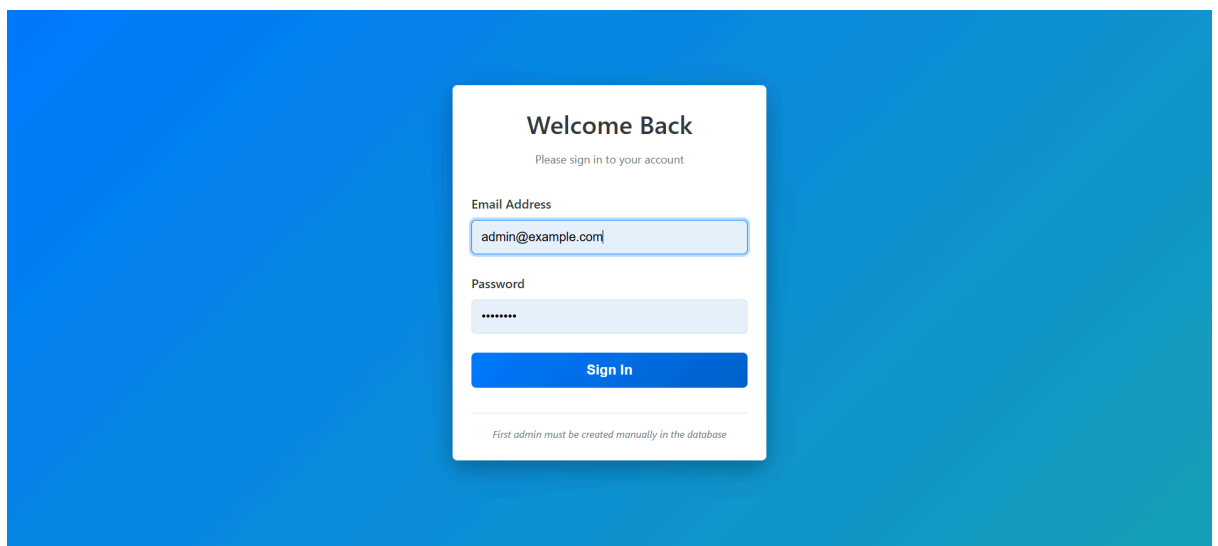 Welcome Back
Please sign in to your account
Email Address
admin@example.com
Password
••••••••
Sign In
First admin must be created manually in the database